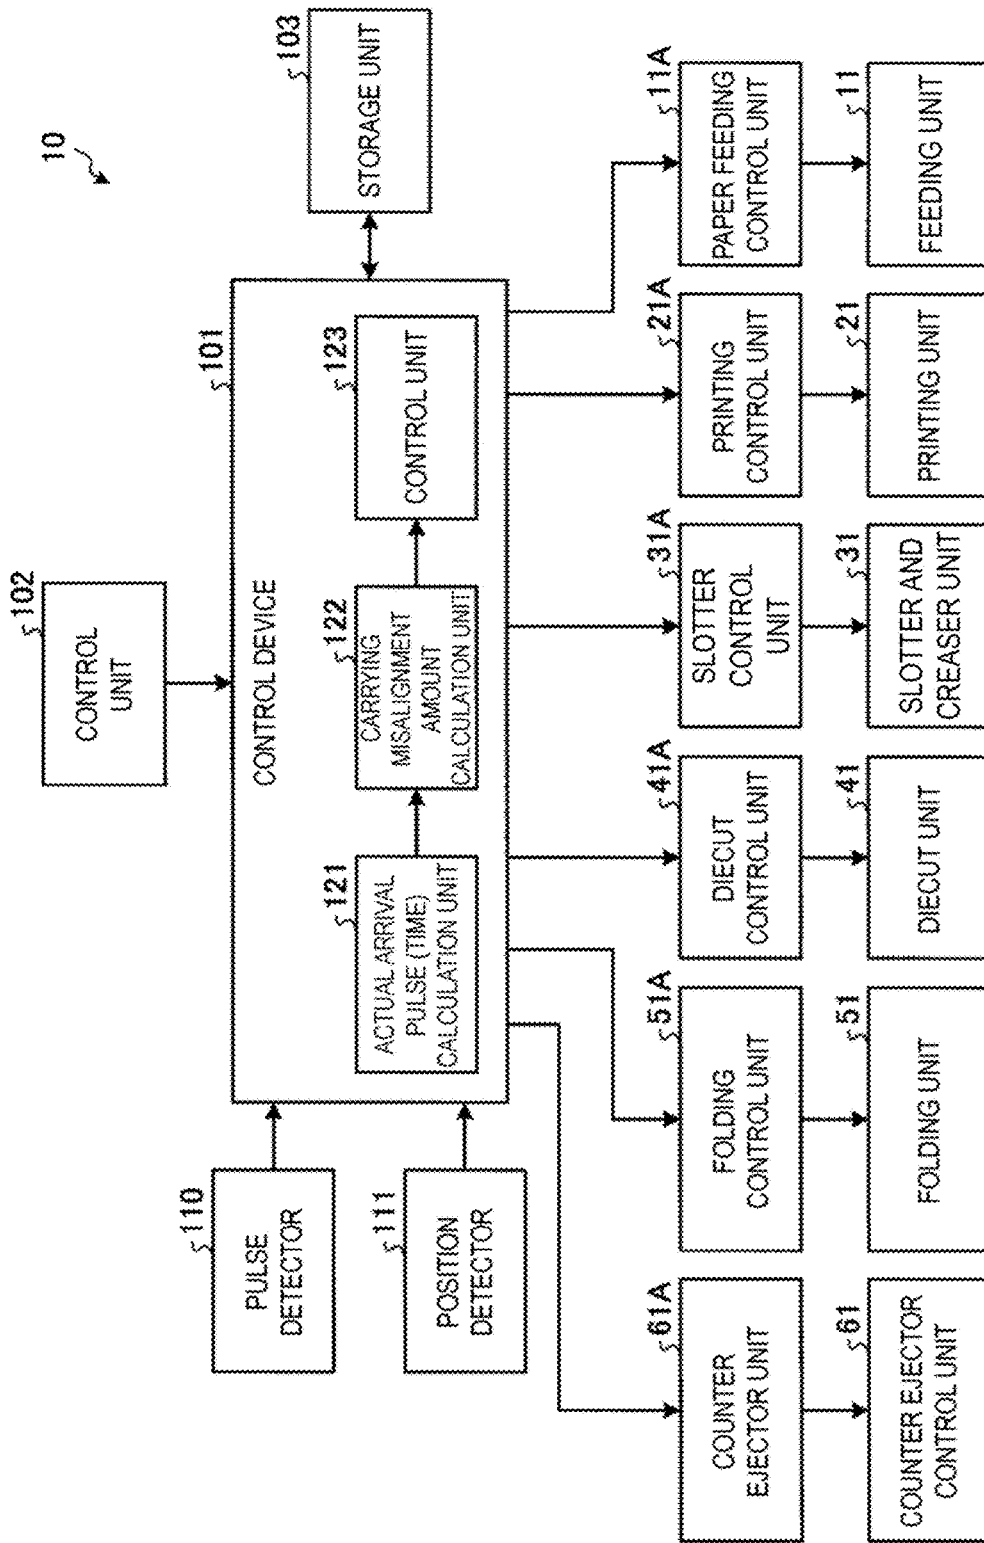 10
102
CONTROL
UNIT
103
STORAGE UNIT
101
CONTROL DEVICE
110
PULSE
DETECTOR
111
POSITION
DETECTOR
121
ACTUAL ARRIVAL
PULSE (TIME)
CALCULATION UNIT
122
CARRYING
MISALIGNMENT
AMOUNT
CALCULATION UNIT
123
CONTROL UNIT
61A
COUNTER
EJECTOR UNIT
51A
FOLDING
CONTROL UNIT
41A
DIECUT
CONTROL UNIT
31A
SLOTTER
CONTROL
UNIT
21A
PRINTING
CONTROL UNIT
11A
PAPER FEEDING
CONTROL UNIT
61
COUNTER EJECTOR
CONTROL UNIT
51
FOLDING UNIT
41
DIECUT UNIT
31
SLOTTER AND
CREASER UNIT
21
PRINTING UNIT
11
FEEDING UNIT